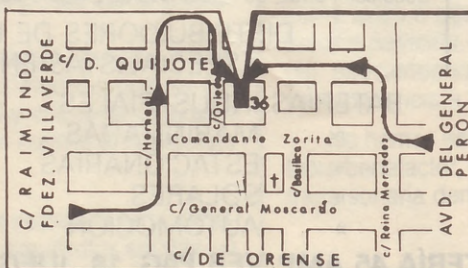 c/ D. QUIJOTE
36
C/ RAIMUNDO
FDEZ. VILLAVERDE
c/Hernani
c/Oviedo
Comandante Zorita
c/Basilica
c/Reina Mercedes
AVD. DEL GENERAL
PERON
C/General Moscardo
c/ DE ORENSE